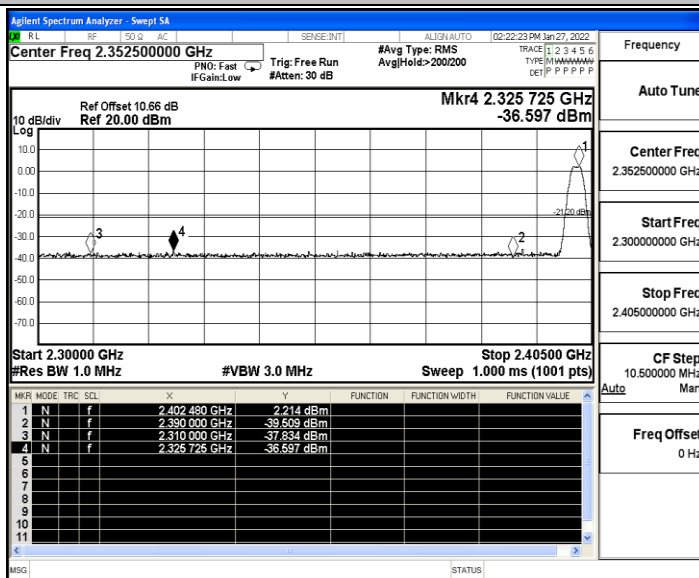 Agilent Spectrum Analyzer - Swept SA
RL RF 50 Ω AC SENSE:INT ALIGN AUTO 02:22:23 PM Jan 27, 2022
Center Freq 2.352500000 GHz
PNO: Fast
IFGain:Low
Trig: Free Run
#Atten: 30 dB
#Avg Type: RMS
Avg|Hold:>200/200
TRACE 1 2 3 4 5 6
TYPE M
DET P P P P P P
Frequency
Auto Tune
Center Freq
2.352500000 GHz
Start Freq
2.300000000 GHz
Stop Freq
2.405000000 GHz
CF Step
10.500000 MHz
Auto Man
Freq Offset
0 Hz
Mkr4 2.325 725 GHz
-36.597 dBm
Ref Offset 10.66 dB
10 dB/div Ref 20.00 dBm
Log
10.0
0.00
-10.0
-20.0
-30.0
-40.0
-50.0
-60.0
-70.0
1
-21.20 dBm
3
4
2
Start 2.30000 GHz Stop 2.40500 GHz
#Res BW 1.0 MHz #VBW 3.0 MHz Sweep 1.000 ms (1001 pts)
MKR MODE TRC SCL X Y FUNCTION FUNCTION WIDTH FUNCTION VALUE
1 N f 2.402 480 GHz 2.214 dBm
2 N f 2.390 000 GHz -39.509 dBm
3 N f 2.310 000 GHz -37.834 dBm
4 N f 2.325 725 GHz -36.597 dBm
5
6
7
8
9
10
11
MSG STATUS